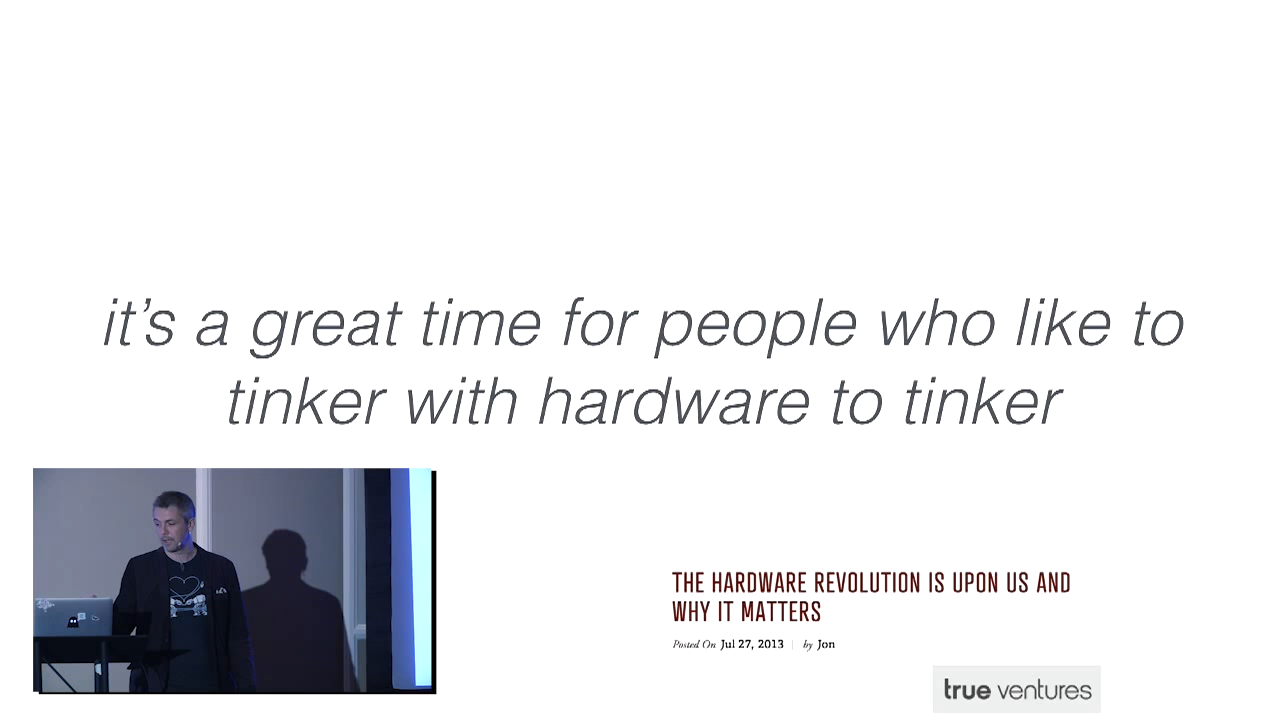 it’s a great time for people who like to
tinker with hardware to tinker
THE HARDWARE REVOLUTION IS UPON US AND
WHY IT MATTERS
Posted On Jul 27, 2013 | by Jon
true ventures